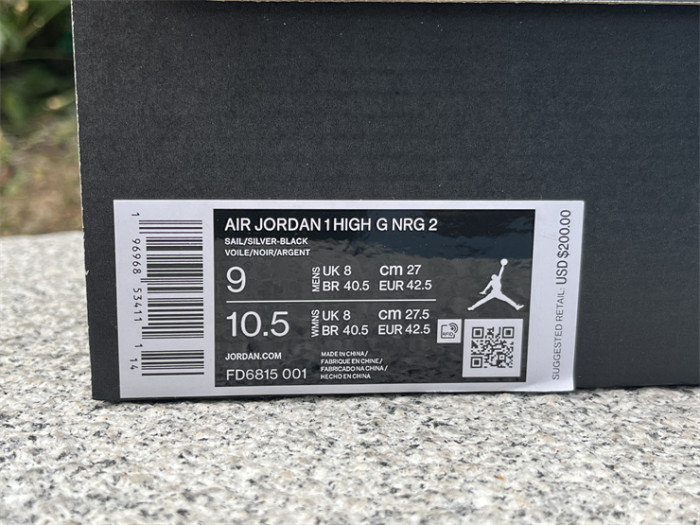 AIR JORDAN 1 HIGH G NRG 2
SAIL/SILVER-BLACK
VOILE/NOIR/ARGENT
9
MENS
UK 8 cm 27
BR 40.5 EUR 42.5
10.5
WMNS
UK 8 cm 27.5
BR 40.5 EUR 42.5
JORDAN.COM
FD6815 001
MADE IN CHINA/
FABRIQUE EN CHINE/
FABRICADO NA CHINA/
HECHO EN CHINA
RFID
SUGGESTED RETAIL: USD $200.00
1 96968 53411 14